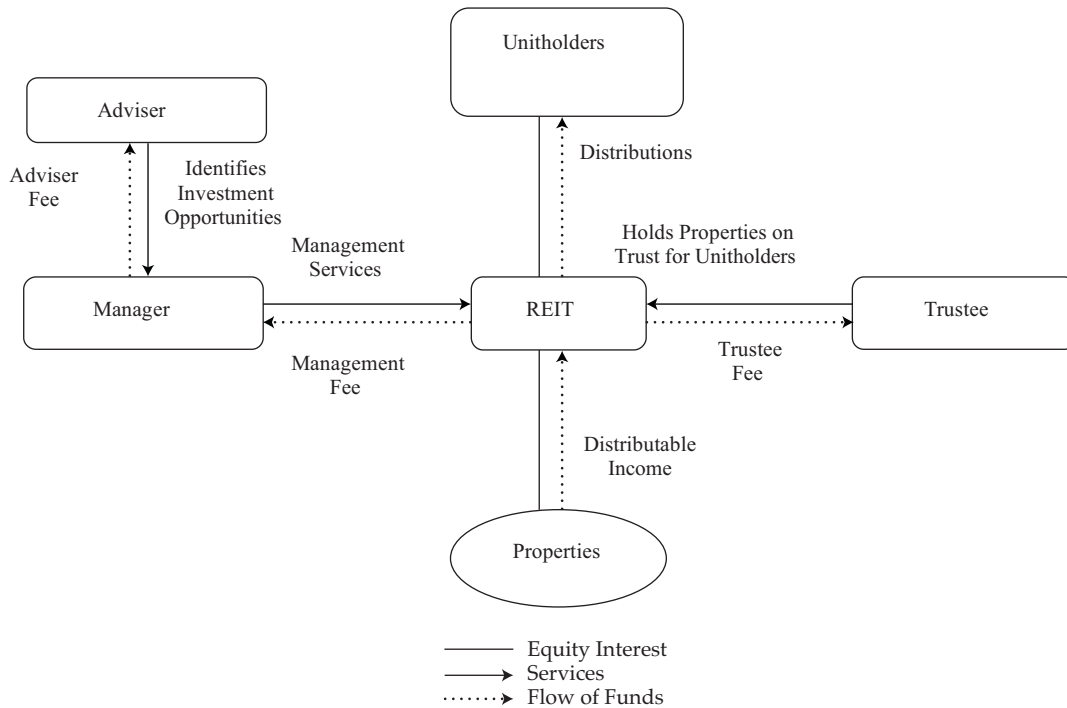 Unitholders
Adviser
Adviser
Fee
Identifies
Investment
Opportunities
Distributions
Management
Services
Holds Properties on
Trust for Unitholders
Manager
REIT
Trustee
Management
Fee
Trustee
Fee
Distributable
Income
Properties
Equity Interest
Services
Flow of Funds